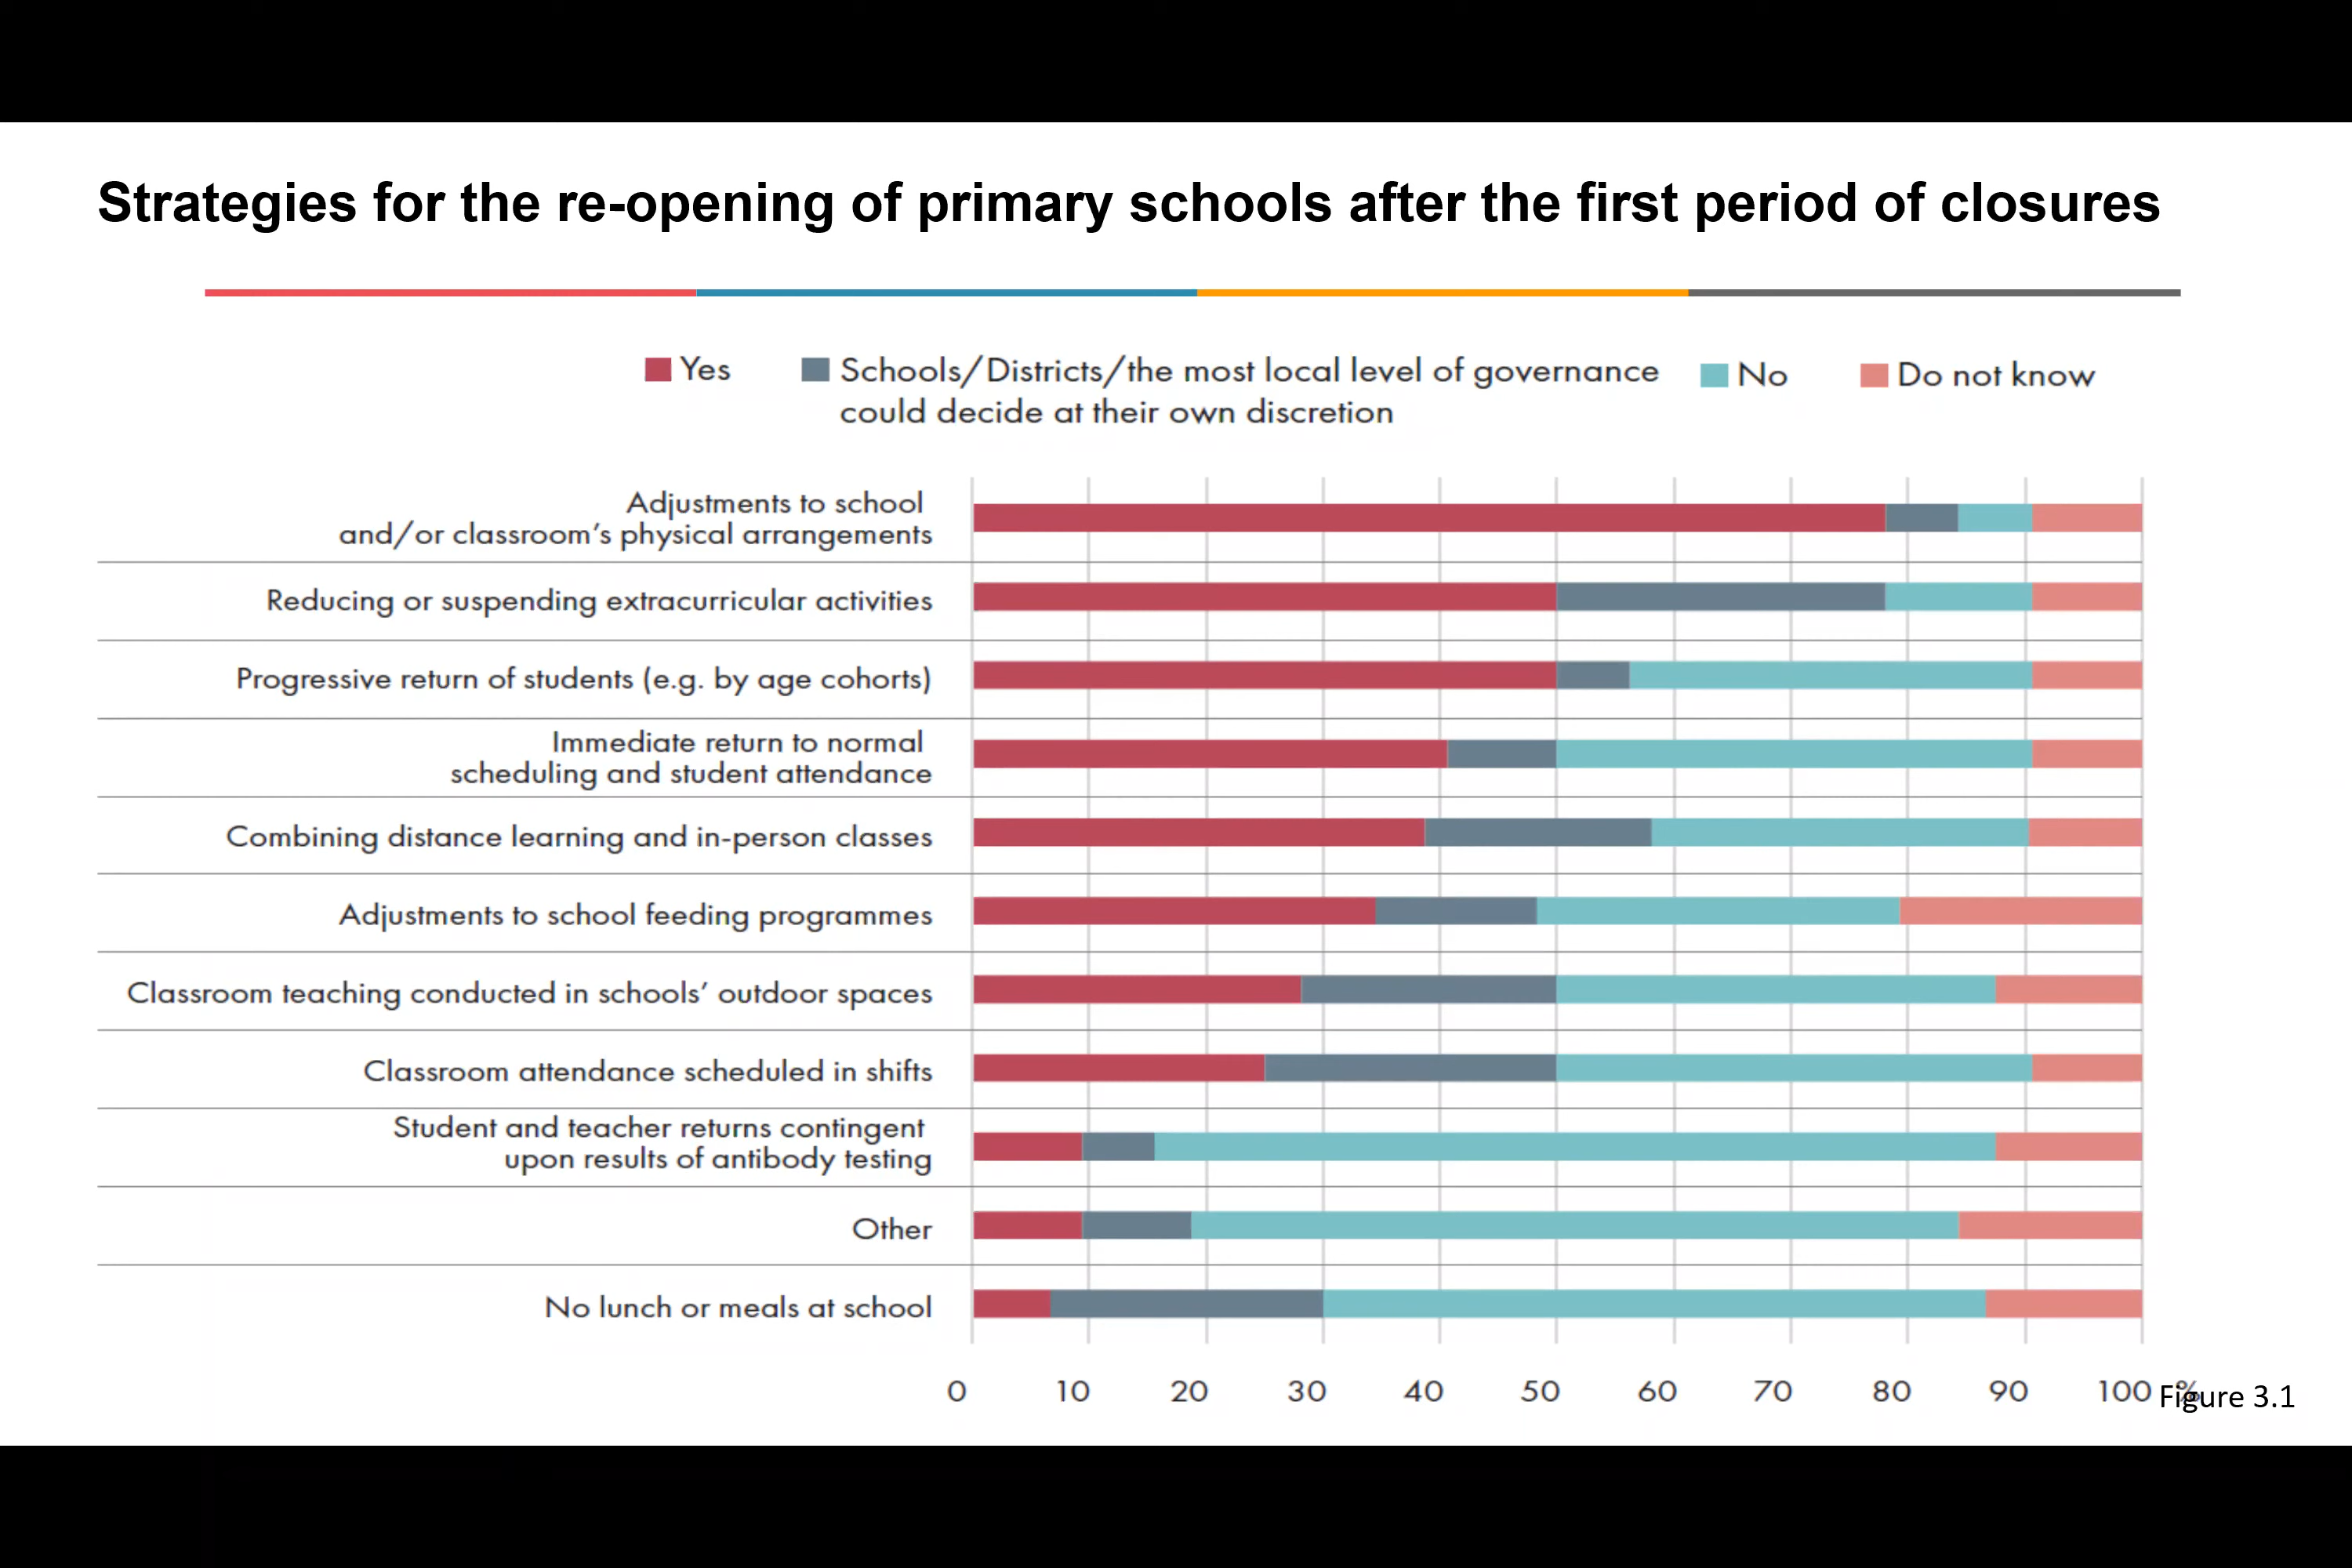 Strategies for the re-opening of primary schools after the first period of closures
Yes
Schools/Districts/the most local level of governance
could decide at their own discretion
No
Do not know
Adjustments to school
and/or classroom’s physical arrangements
Reducing or suspending extracurricular activities
Progressive return of students (e.g. by age cohorts)
Immediate return to normal
scheduling and student attendance
Combining distance learning and in-person classes
Adjustments to school feeding programmes
Classroom teaching conducted in schools’ outdoor spaces
Classroom attendance scheduled in shifts
Student and teacher returns contingent
upon results of antibody testing
Other
No lunch or meals at school
0 10 20 30 40 50 60 70 80 90 100 %
Figure 3.1